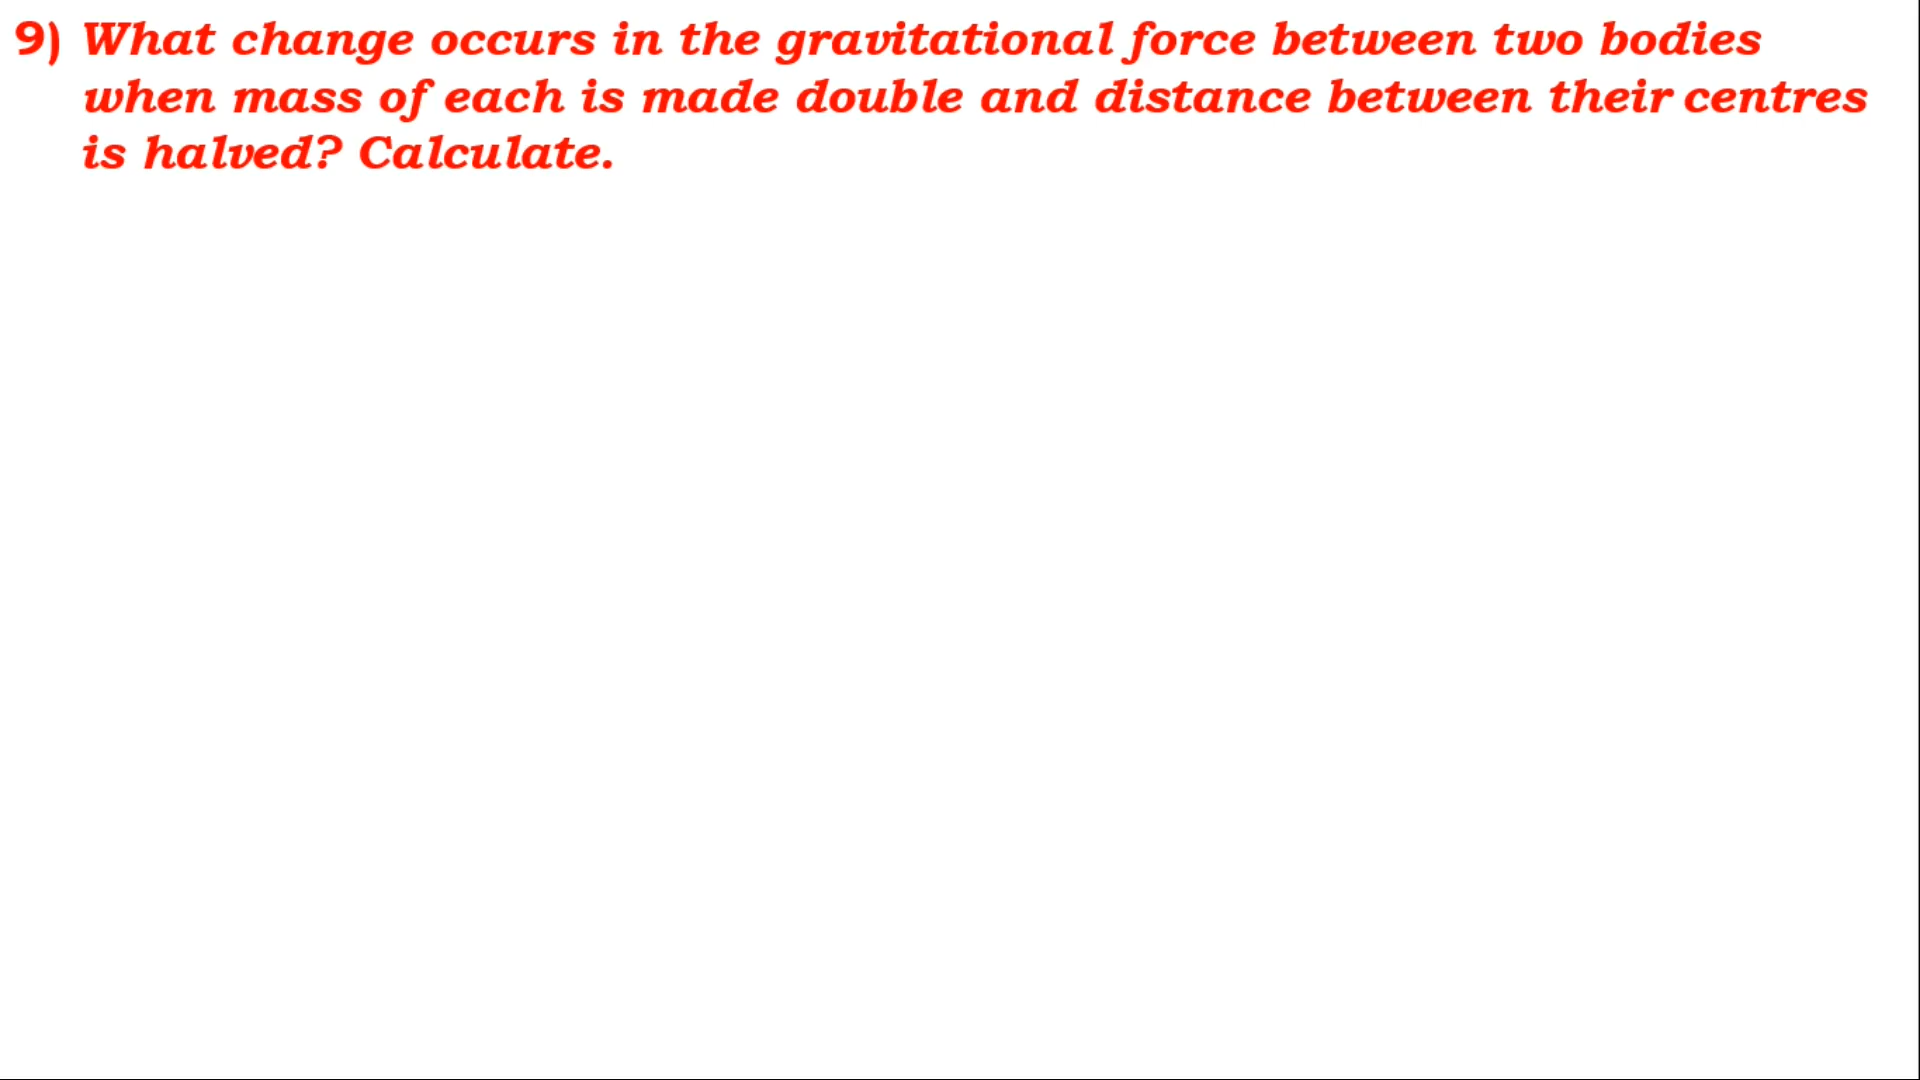 9) What change occurs in the gravitational force between two bodies
when mass of each is made double and distance between their centres
is halved? Calculate.